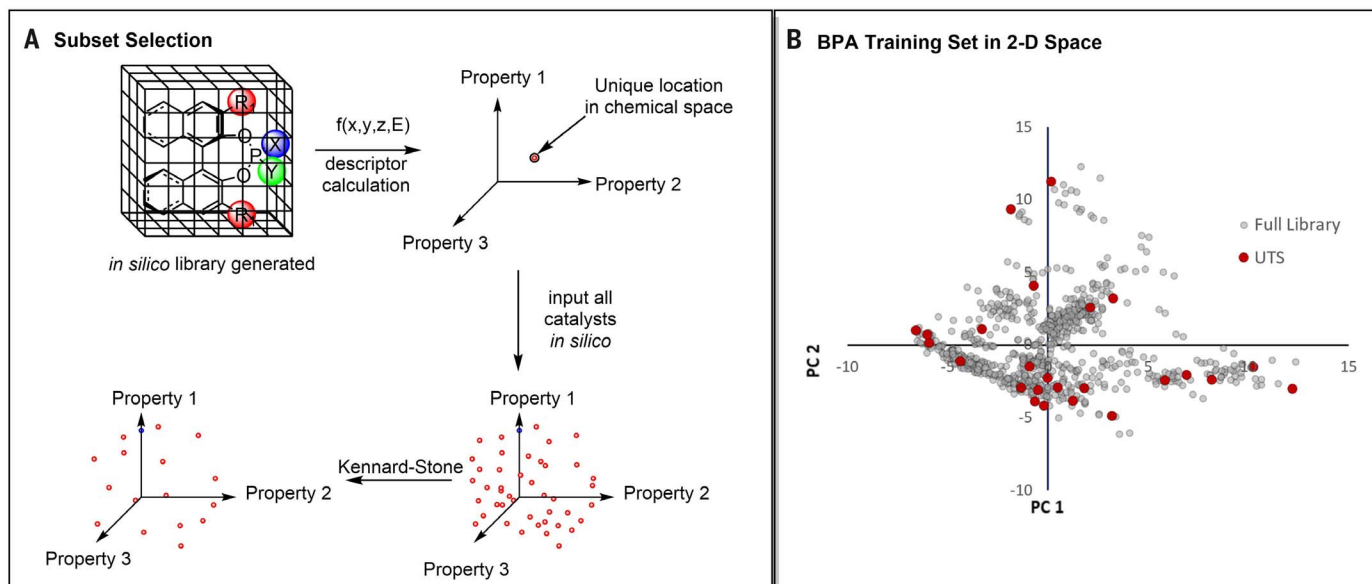 A Subset Selection
R
O
P
X
O
Y
R
in silico library generated
f(x,y,z,E)
descriptor
calculation
Property 1
Unique location
in chemical space
Property 2
Property 3
input all
catalysts
in silico
Property 1
Property 2
Property 3
Kennard-Stone
Property 1
Property 2
Property 3
B BPA Training Set in 2-D Space
15
10
5
0
-5
-10
-10
-5
0
5
10
15
PC 2
PC 1
Full Library
UTS